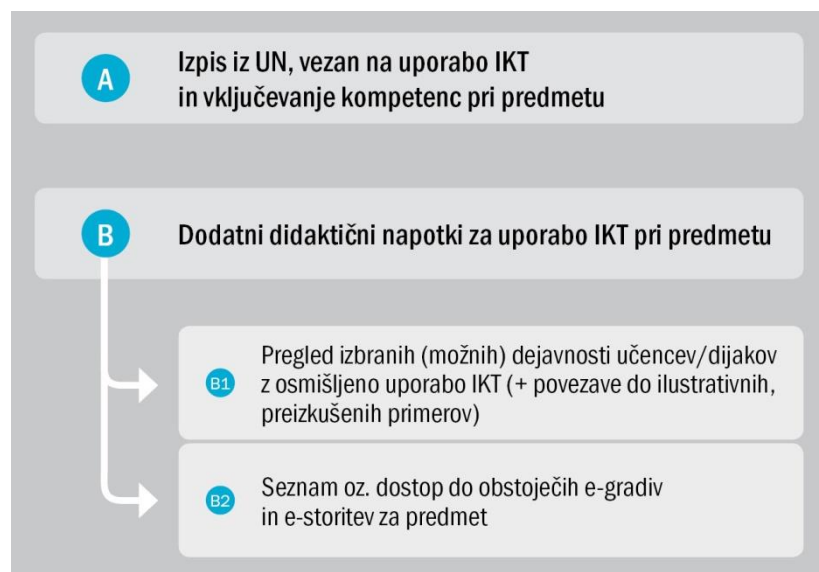 A
Izpis iz UN, vezan na uporabo IKT
in vključevanje kompetenc pri predmetu
B
Dodatni didaktični napotki za uporabo IKT pri predmetu
B1
Pregled izbranih (možnih) dejavnosti učencev/dijakov
z osmišljeno uporabo IKT (+ povezave do ilustrativnih,
preizkušenih primerov)
B2
Seznam oz. dostop do obstoječih e-gradiv
in e-storitev za predmet